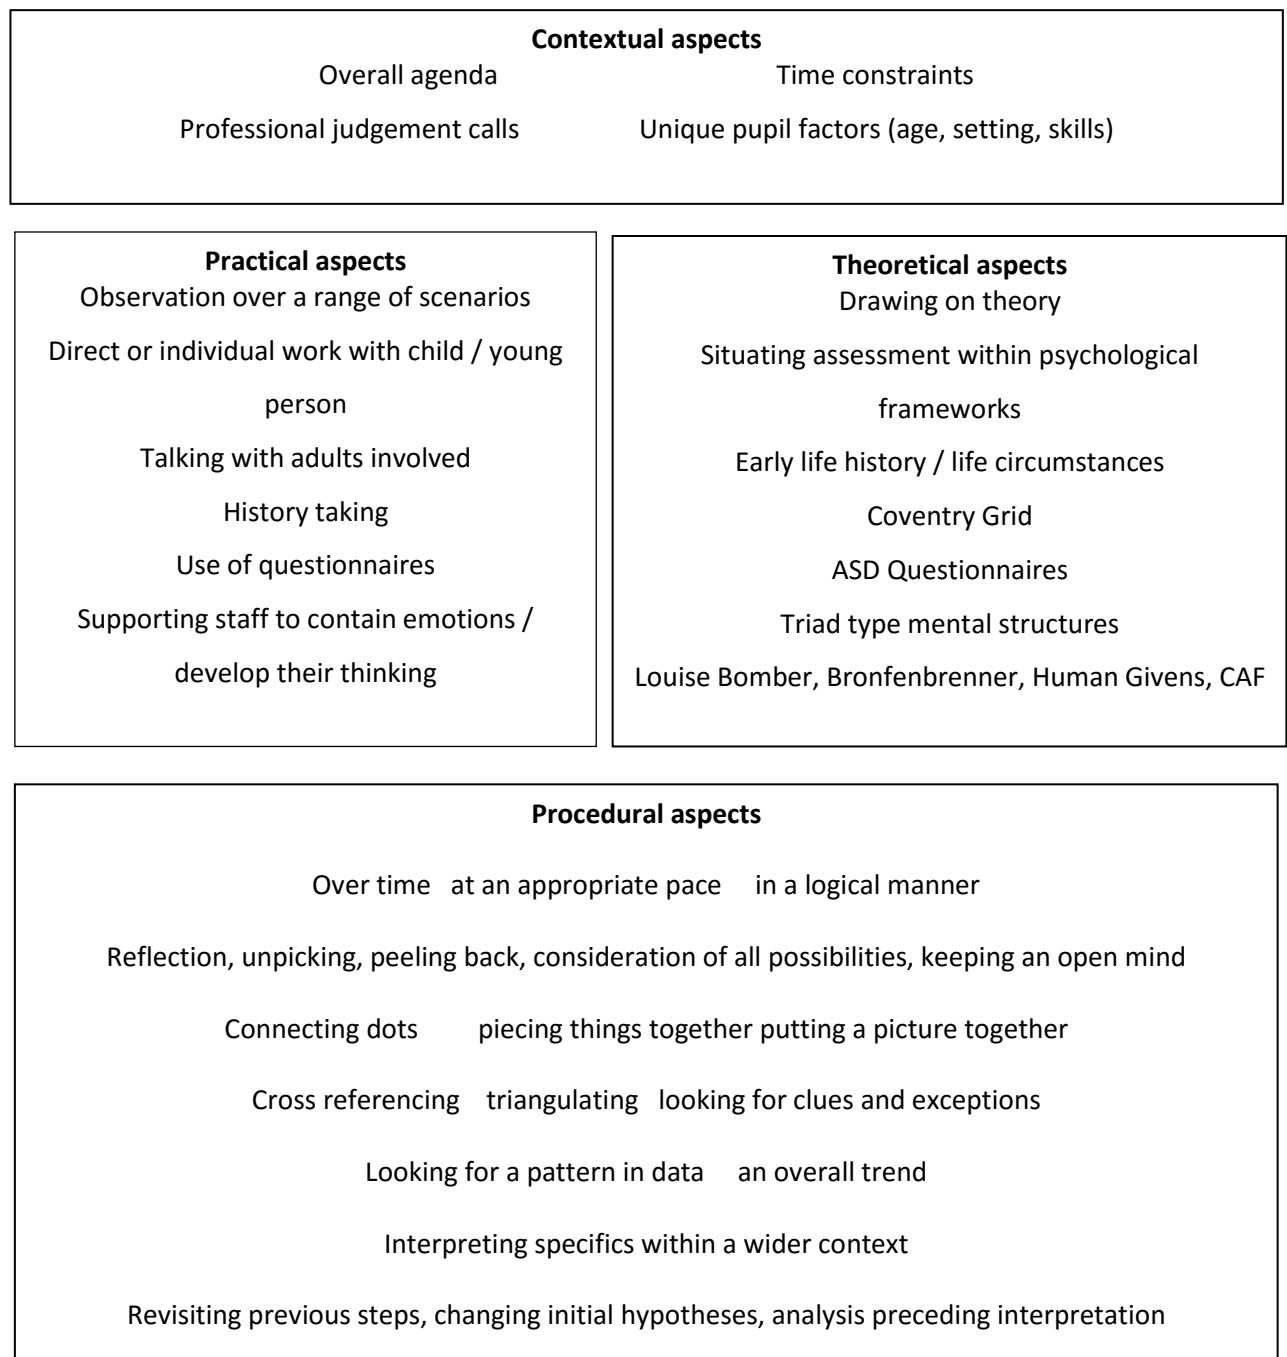 Contextual aspects
Overall agenda Time constraints
Professional judgement calls Unique pupil factors (age, setting, skills)
Practical aspects
Observation over a range of scenarios
Direct or individual work with child / young
person
Talking with adults involved
History taking
Use of questionnaires
Supporting staff to contain emotions /
develop their thinking
Theoretical aspects
Drawing on theory
Situating assessment within psychological
frameworks
Early life history / life circumstances
Coventry Grid
ASD Questionnaires
Triad type mental structures
Louise Bomber, Bronfenbrenner, Human Givens, CAF
Procedural aspects
Over time at an appropriate pace in a logical manner
Reflection, unpicking, peeling back, consideration of all possibilities, keeping an open mind
Connecting dots piecing things together putting a picture together
Cross referencing triangulating looking for clues and exceptions
Looking for a pattern in data an overall trend
Interpreting specifics within a wider context
Revisiting previous steps, changing initial hypotheses, analysis preceding interpretation